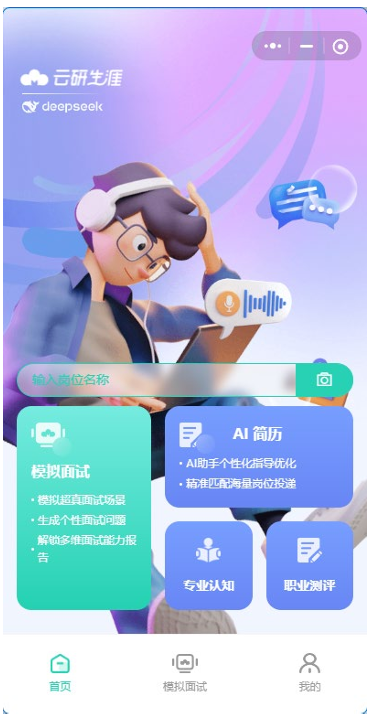 云研生涯
deepseek
输入岗位名称
模拟面试
· 模拟超真面试场景
· 生成个性面试问题
· 解锁多维面试能力报
告
AI 简历
· AI助手个性化指导优化
· 精准匹配海量岗位投递
专业认知
职业测评
首页
模拟面试
我的